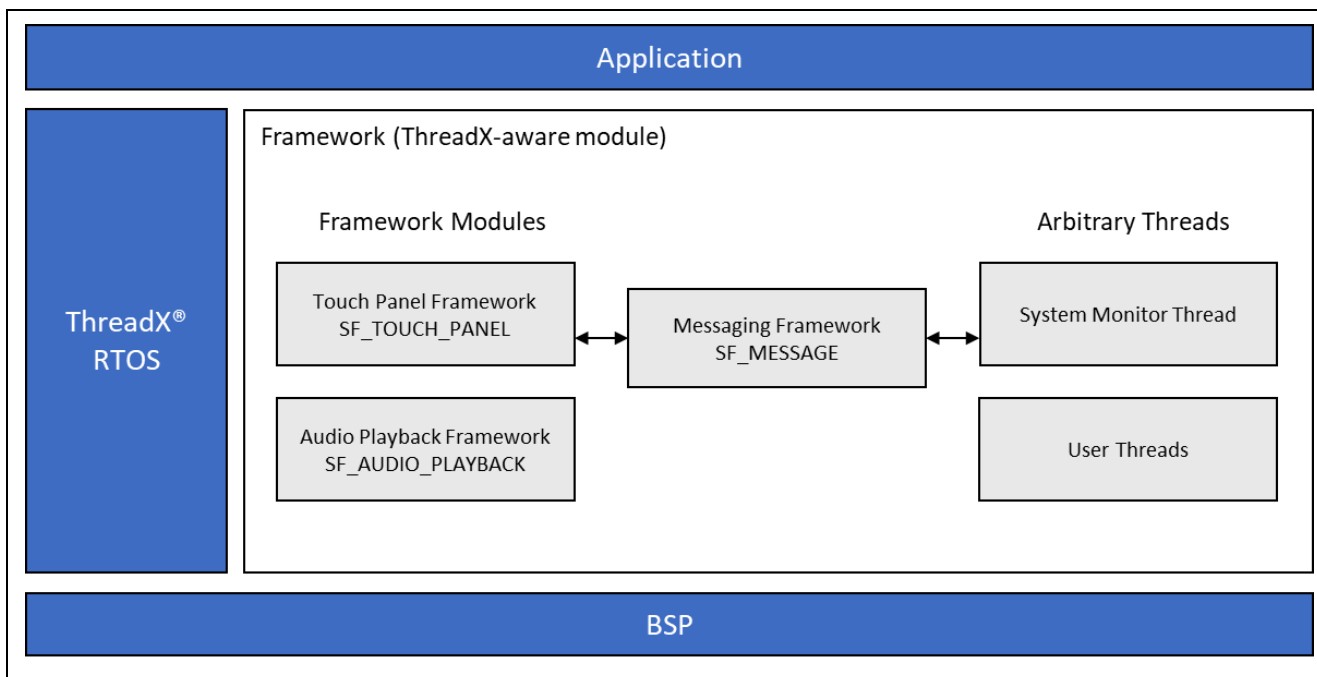 Application
ThreadX®
RTOS
Framework (ThreadX-aware module)
Framework Modules
Arbitrary Threads
Touch Panel Framework
SF_TOUCH_PANEL
Messaging Framework
SF_MESSAGE
System Monitor Thread
Audio Playback Framework
SF_AUDIO_PLAYBACK
User Threads
BSP